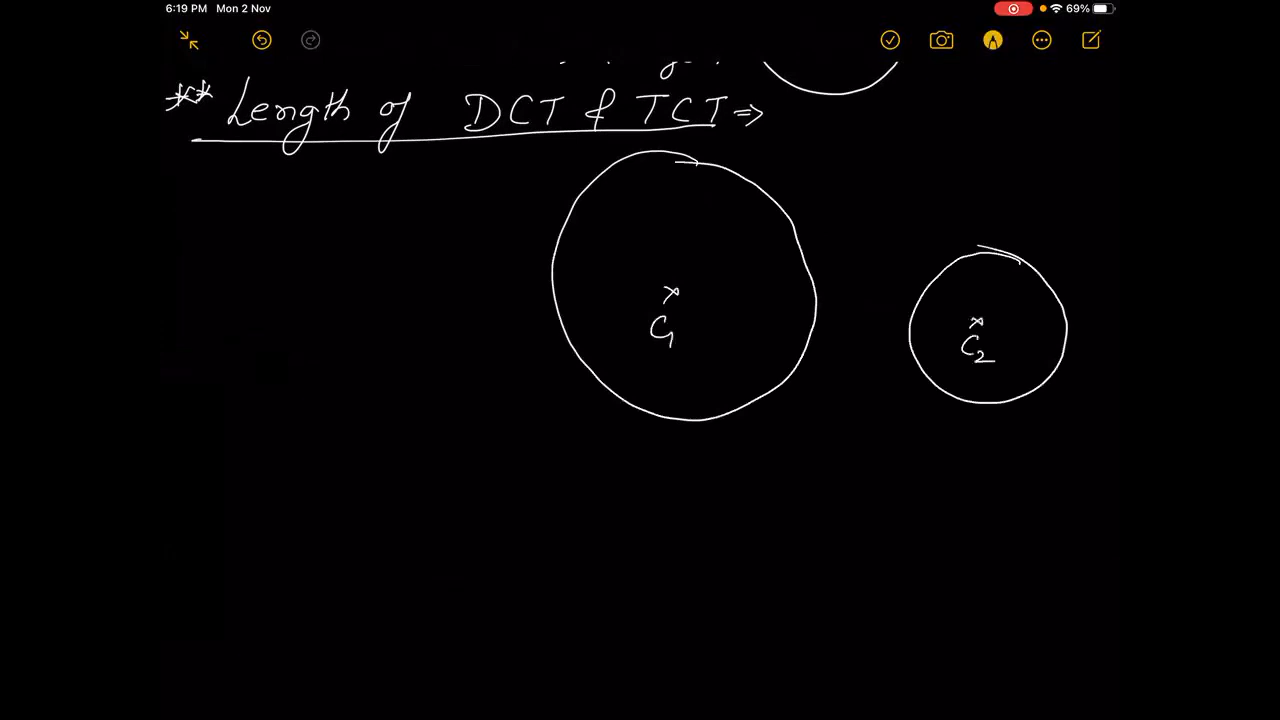 6:19 PM Mon 2 Nov 69%
** Length of DCT & TCT ⇒
C1
C2